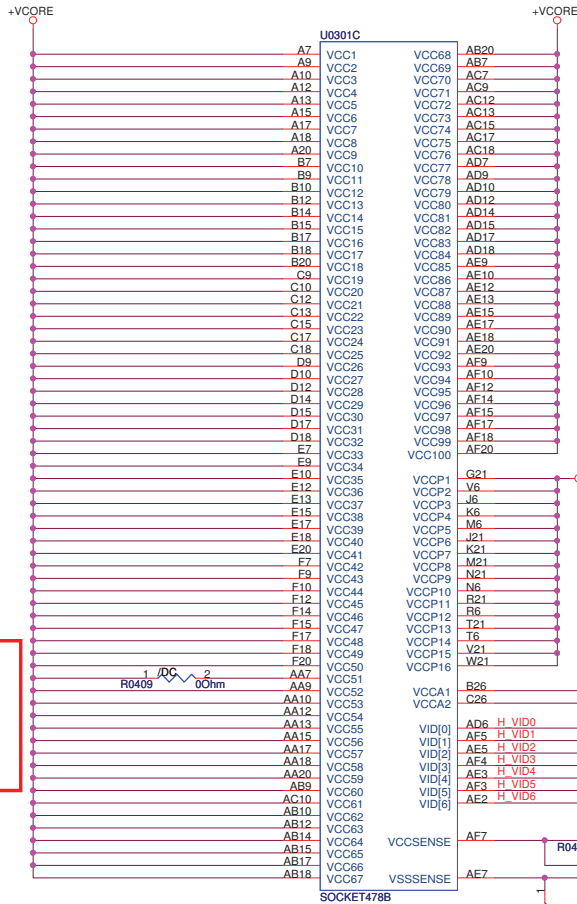 +VCORE +VCORE
U0301C
A7 VCC1 VCC68 AB20
A9 VCC2 VCC69 AB7
A10 VCC3 VCC70 AC7
A12 VCC4 VCC71 AC9
A13 VCC5 VCC72 AC12
A15 VCC6 VCC73 AC13
A17 VCC7 VCC74 AC15
A18 VCC8 VCC75 AC17
A20 VCC9 VCC76 AC18
B7 VCC10 VCC77 AD7
B9 VCC11 VCC78 AD9
B10 VCC12 VCC79 AD10
B12 VCC13 VCC80 AD12
B14 VCC14 VCC81 AD14
B15 VCC15 VCC82 AD15
B17 VCC16 VCC83 AD17
B18 VCC17 VCC84 AD18
B20 VCC18 VCC85 AE9
C9 VCC19 VCC86 AE10
C10 VCC20 VCC87 AE12
C12 VCC21 VCC88 AE13
C13 VCC22 VCC89 AE15
C15 VCC23 VCC90 AE17
C17 VCC24 VCC91 AE18
C18 VCC25 VCC92 AE20
D9 VCC26 VCC93 AF9
D10 VCC27 VCC94 AF10
D12 VCC28 VCC95 AF12
D14 VCC29 VCC96 AF14
D15 VCC30 VCC97 AF15
D17 VCC31 VCC98 AF17
D18 VCC32 VCC99 AF18
E7 VCC33 VCC100 AF20
E9 VCC34
E10 VCC35 VCCP1 G21
E12 VCC36 VCCP2 V6
E13 VCC37 VCCP3 J6
E15 VCC38 VCCP4 K6
E17 VCC39 VCCP5 M6
E18 VCC40 VCCP6 J21
E20 VCC41 VCCP7 K21
F7 VCC42 VCCP8 M21
F9 VCC43 VCCP9 N21
F10 VCC44 VCCP10 N6
F12 VCC45 VCCP11 R21
F14 VCC46 VCCP12 R6
F15 VCC47 VCCP13 T21
F17 VCC48 VCCP14 T6
F18 VCC49 VCCP15 V21
F20 VCC50 VCCP16 W21
1 /DC 2 AA7 VCC51
R0409 0Ohm AA9 VCC52 VCCA1 B26
AA10 VCC53 VCCA2 C26
AA12 VCC54
AA13 VCC55 VID[0] AD6 H_VID0
AA15 VCC56 VID[1] AF5 H_VID1
AA17 VCC57 VID[2] AE5 H_VID2
AA18 VCC58 VID[3] AF4 H_VID3
AA20 VCC59 VID[4] AE3 H_VID4
AB9 VCC60 VID[5] AF3 H_VID5
AC10 VCC61 VID[6] AE2 H_VID6
AB10 VCC62
AB12 VCC63
AB14 VCC64 VCCSENSE AF7
AB15 VCC65 R04
AB17 VCC66
AB18 VCC67 VSSSENSE AE7
1
SOCKET478B